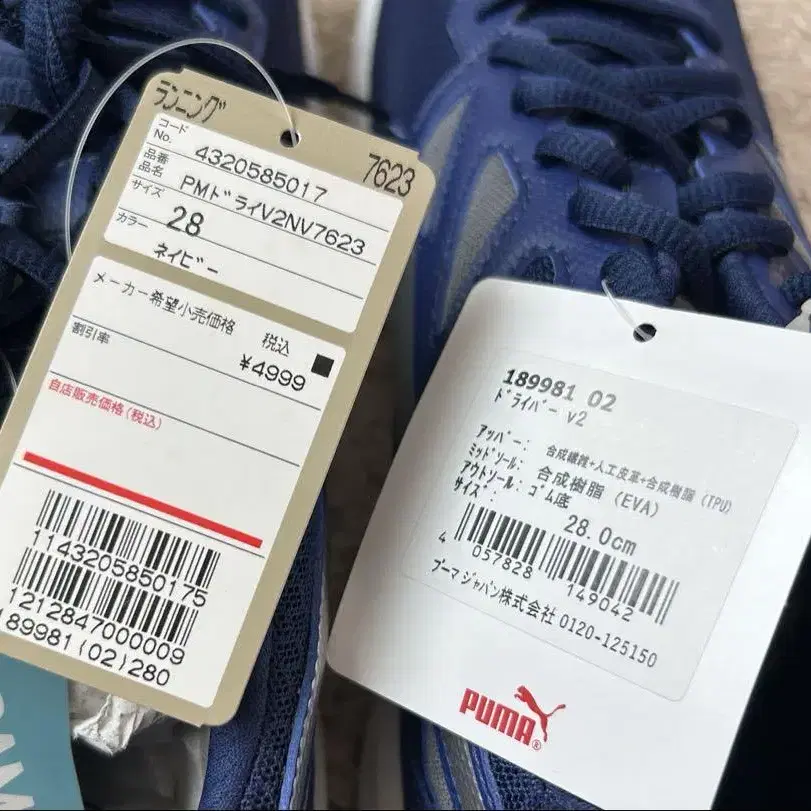 ランニング
コード
No. 4320585017 7623
品番
品名 PMドライV2NV7623
サイズ 28
カラー ネイビー
メーカー希望小売価格 税込
¥4999
割引率
自店販売価格(税込)
1143205850175
1212847000009
189981(02)280
189981 02
ドライバー v2
アッパー: 合成繊維+人工皮革+合成樹脂 (TPU)
ミッドソール: 合成樹脂 (EVA)
アウトソール: ゴム底
サイズ: 28.0cm
4 057828 149042
プーマ ジャパン株式会社 0120-125150
PUMA®